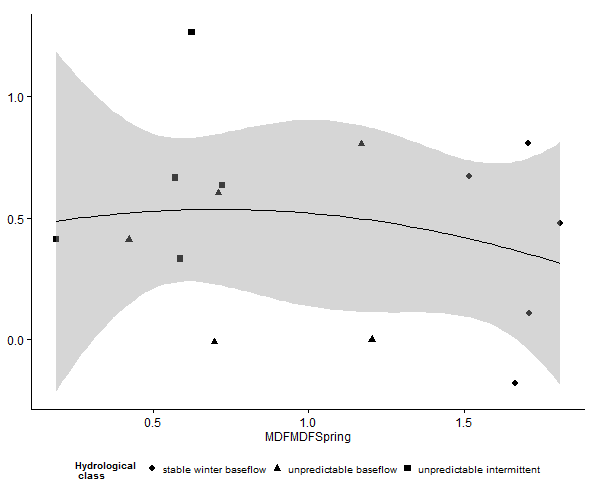 1.0
0.5
0.0
0.5 1.0 1.5
MDFMDFSpring
Hydrological
class
stable winter baseflow unpredictable baseflow unpredictable intermittent